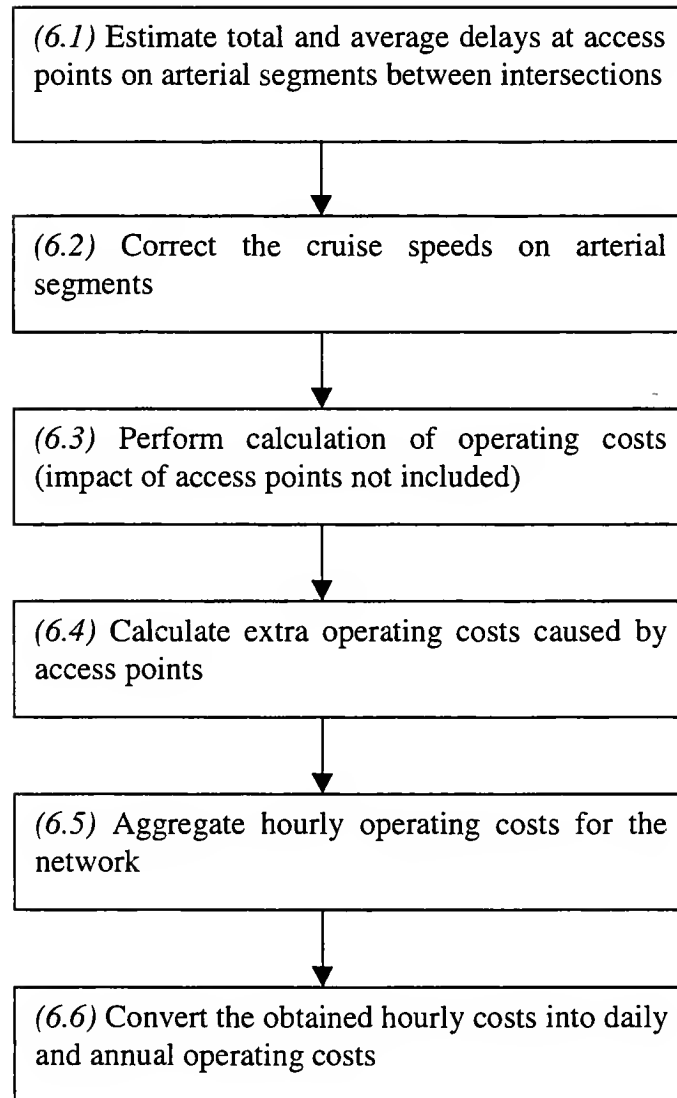 (6.1) Estimate total and average delays at access
points on arterial segments between intersections
(6.2) Correct the cruise speeds on arterial
segments
(6.3) Perform calculation of operating costs
(impact of access points not included)
(6.4) Calculate extra operating costs caused by
access points
(6.5) Aggregate hourly operating costs for the
network
(6.6) Convert the obtained hourly costs into daily
and annual operating costs